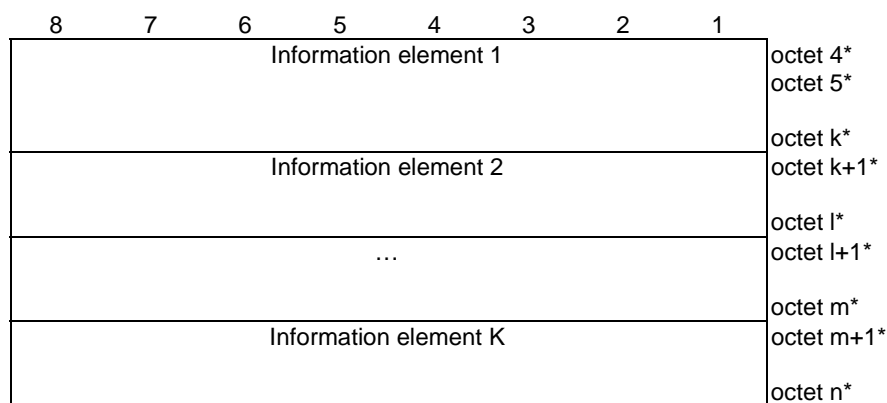 8 7 6 5 4 3 2 1
Information element 1 octet 4*
octet 5*
octet k*
Information element 2 octet k+1*
octet l*
… octet l+1*
octet m*
Information element K octet m+1*
octet n*